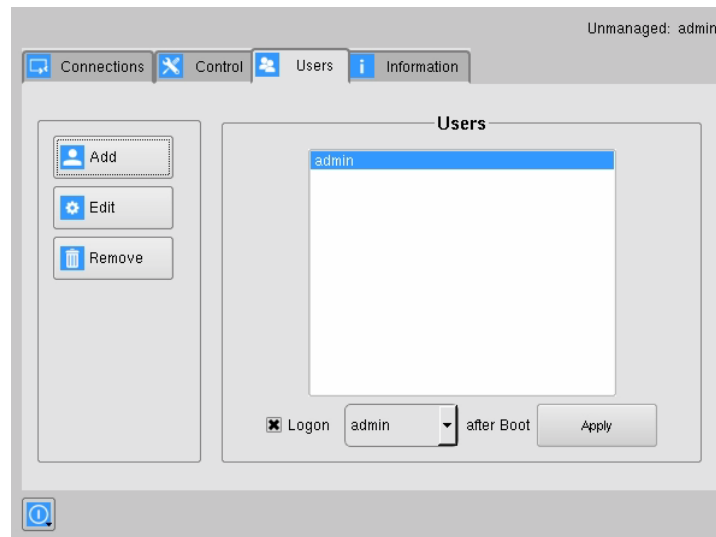 Unmanaged: admin
Connections Control Users Information
Add
Edit
Remove
Users
admin
Logon admin after Boot Apply